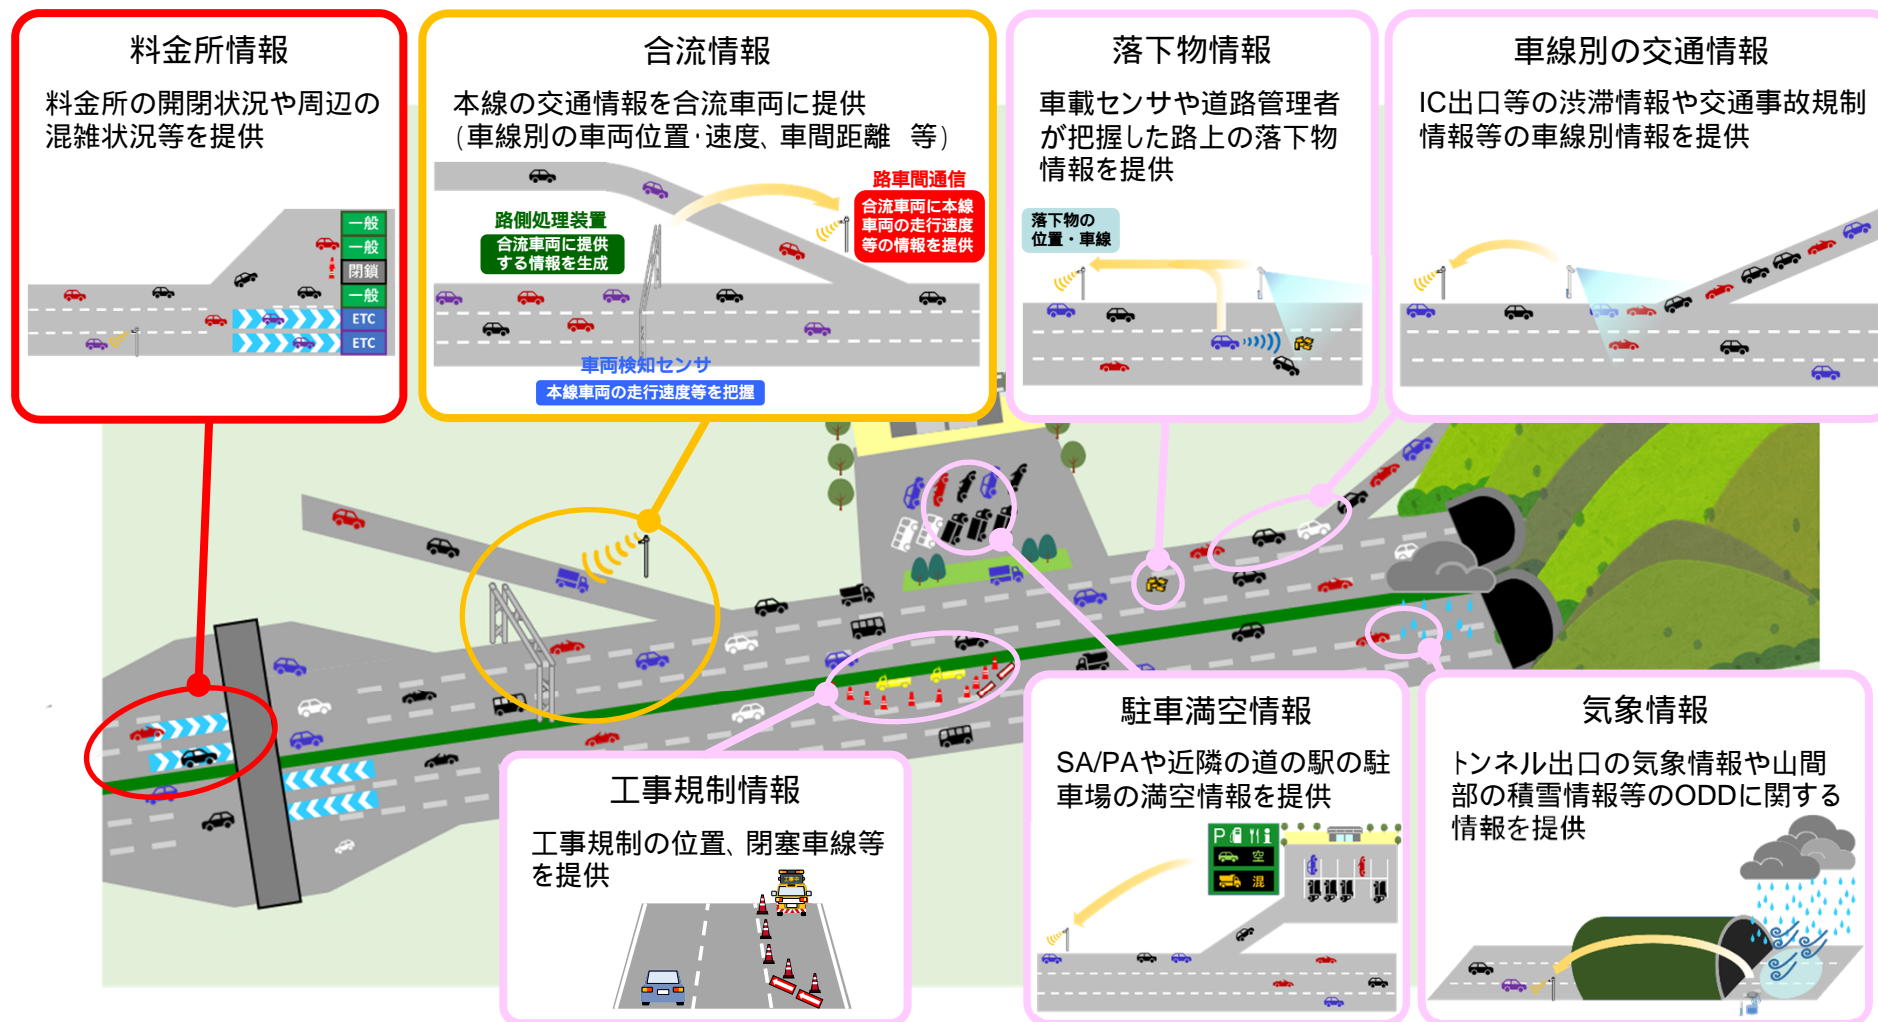 料金所情報
料金所の開閉状況や周辺の
混雑状況等を提供
一般
一般
閉鎖
一般
ETC
ETC
合流情報
本線の交通情報を合流車両に提供
(車線別の車両位置・速度、車間距離 等)
路車間通信
合流車両に本線
車両の走行速度
等の情報を提供
路側処理装置
合流車両に提供
する情報を生成
車両検知センサ
本線車両の走行速度等を把握
落下物情報
車載センサや道路管理者
が把握した路上の落下物
情報を提供
落下物の
位置・車線
車線別の交通情報
IC出口等の渋滞情報や交通事故規制
情報等の車線別情報を提供
工事規制情報
工事規制の位置、閉塞車線等
を提供
駐車満空情報
SA/PAや近隣の道の駅の駐
車場の満空情報を提供
P
空
混
気象情報
トンネル出口の気象情報や山間
部の積雪情報等のODDに関する
情報を提供